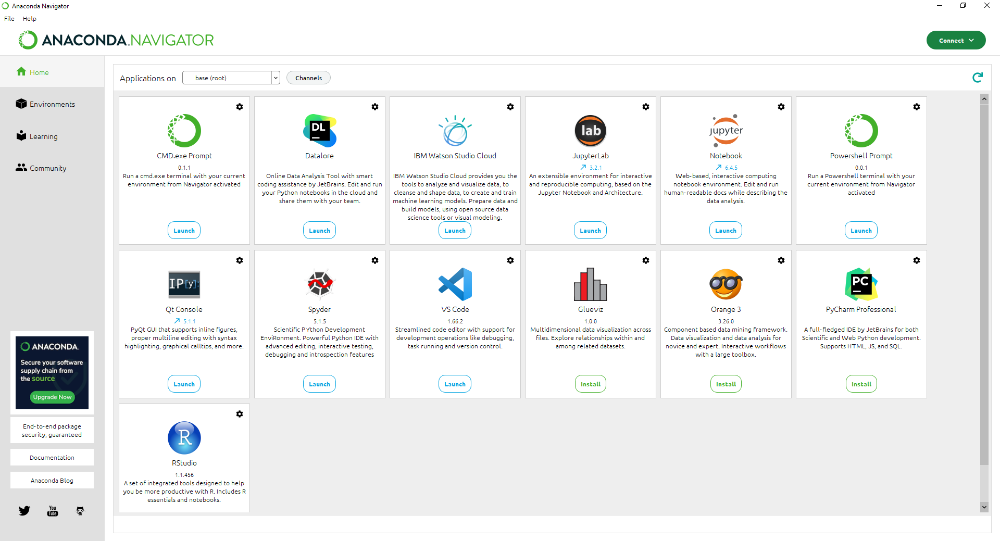 Anaconda Navigator
File Help
ANACONDA.NAVIGATOR
Connect
Home
Environments
Learning
Community
ANACONDA.
Secure your software
supply chain from
the source
Upgrade Now
End-to-end package
security, guaranteed
Documentation
Anaconda Blog
You
Tube
Applications on base (root) Channels
CMD.exe Prompt
0.1.1
Run a cmd.exe terminal with your current
environment from Navigator activated
Launch
DL
Datalore
Online Data Analysis Tool with smart
coding assistance by JetBrains. Edit and run
your Python notebooks in the cloud and
share them with your team.
Launch
IBM Watson Studio Cloud
IBM Watson Studio Cloud provides you the
tools to analyze and visualize data, to
cleanse and shape data, to create and train
machine learning models. Prepare data and
build models, using open source data
science tools or visual modeling.
Launch
lab
JupyterLab
3.2.1
An extensible environment for interactive
and reproducible computing, based on the
Jupyter Notebook and Architecture.
Launch
jupyter
Notebook
6.4.5
Web-based, interactive computing
notebook environment. Edit and run
human-readable docs while describing the
data analysis.
Launch
Powershell Prompt
0.0.1
Run a Powershell terminal with your
current environment from Navigator
activated
Launch
IP[y]:
Qt Console
5.1.1
PyQt GUI that supports inline figures,
proper multiline editing with syntax
highlighting, graphical calltips, and more.
Launch
Spyder
5.1.5
Scientific PYthon Development
EnviRonment. Powerful Python IDE with
advanced editing, interactive testing,
debugging and introspection features
Launch
VS Code
1.66.2
Streamlined code editor with support for
development operations like debugging,
task running and version control.
Launch
Glueviz
1.0.0
Multidimensional data visualization across
files. Explore relationships within and
among related datasets.
Install
Orange 3
3.26.0
Component based data mining framework.
Data visualization and data analysis for
novice and expert. Interactive workflows
with a large toolbox.
Install
PC
PyCharm Professional
A full-fledged IDE by JetBrains for both
Scientific and Web Python development.
Supports HTML, JS, and SQL.
Install
R
RStudio
1.1.456
A set of integrated tools designed to help
you be more productive with R. Includes R
essentials and notebooks.